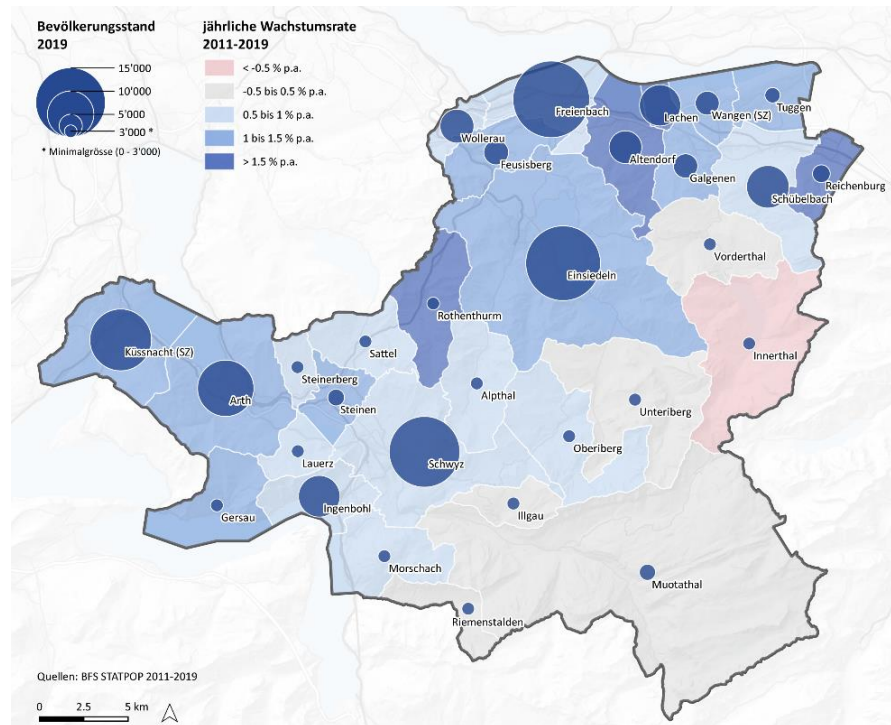 Bevölkerungsstand
2019
15'000
10'000
5'000
3'000 *
* Minimalgrösse (0 - 3'000)
jährliche Wachstumsrate
2011-2019
< -0.5 % p.a.
-0.5 bis 0.5 % p.a.
0.5 bis 1 % p.a.
1 bis 1.5 % p.a.
> 1.5 % p.a.
Freienbach
Wollerau
Feusisberg
Lachen
Wangen (SZ)
Tuggen
Altendorf
Galgenen
Schübelbach
Reichenburg
Vorderthal
Einsiedeln
Rothenthurm
Innerthal
Küssnacht (SZ)
Sattel
Steinerberg
Arth
Steinen
Alpthal
Unteriberg
Oberiberg
Lauerz
Schwyz
Gersau
Ingenbohl
Illgau
Morschach
Muotathal
Riemenstalden
Quellen: BFS STATPOP 2011-2019
0 2.5 5 km